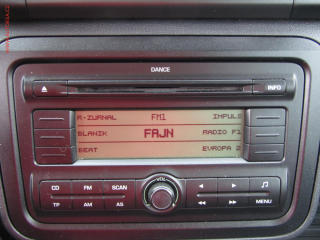 DANCE
INFO
R-ZURNAL FM1 IMPULS
BLANIK FAJN RADIO F1
BEAT EVROPA 2
CD FM SCAN VOL
TP AM AS MENU